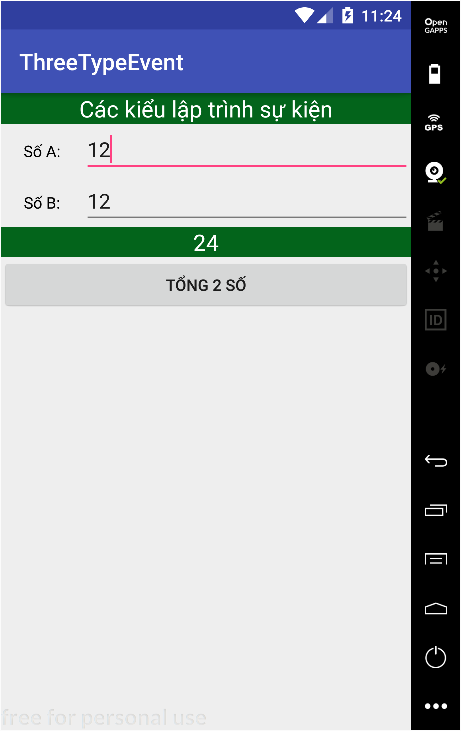 11:24
ThreeTypeEvent
Các kiểu lập trình sự kiện
Số A: 12
Số B: 12
24
TỔNG 2 SỐ
free for personal use
Open
GAPPS
GPS
ID